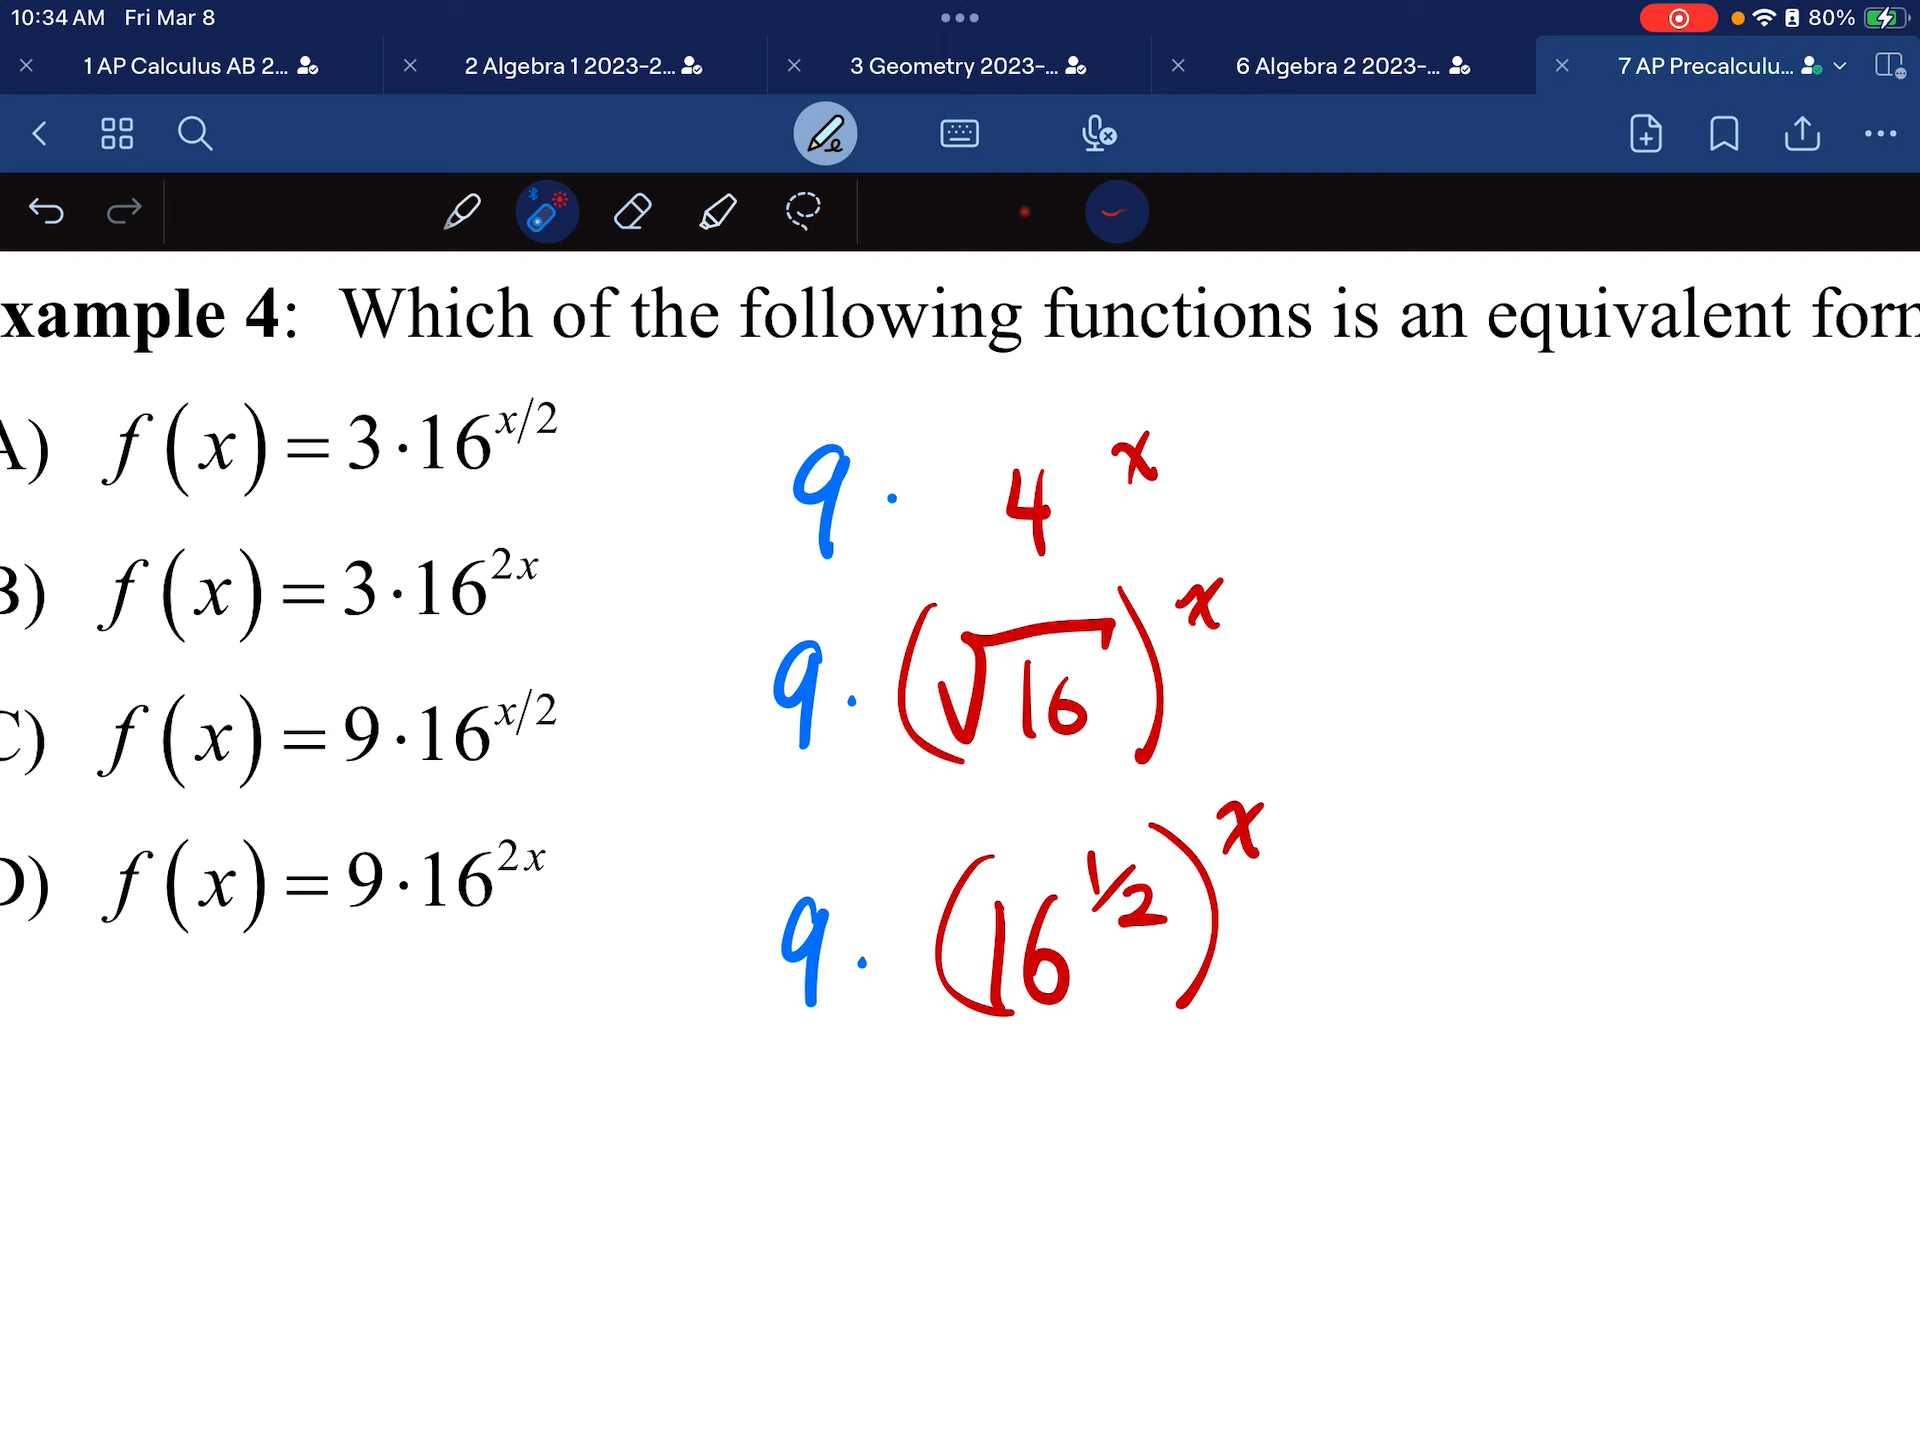 10:34 AM Fri Mar 8 80%
1 AP Calculus AB 2... 2 Algebra 1 2023-2... 3 Geometry 2023-... 6 Algebra 2 2023-... 7 AP Precalculu...
xample 4: Which of the following functions is an equivalent form
A) f(x) = 3·16^{x/2}
B) f(x) = 3·16^{2x}
C) f(x) = 9·16^{x/2}
D) f(x) = 9·16^{2x}
9 · 4^x
9 · (√16)^x
9 · (16^{1/2})^x